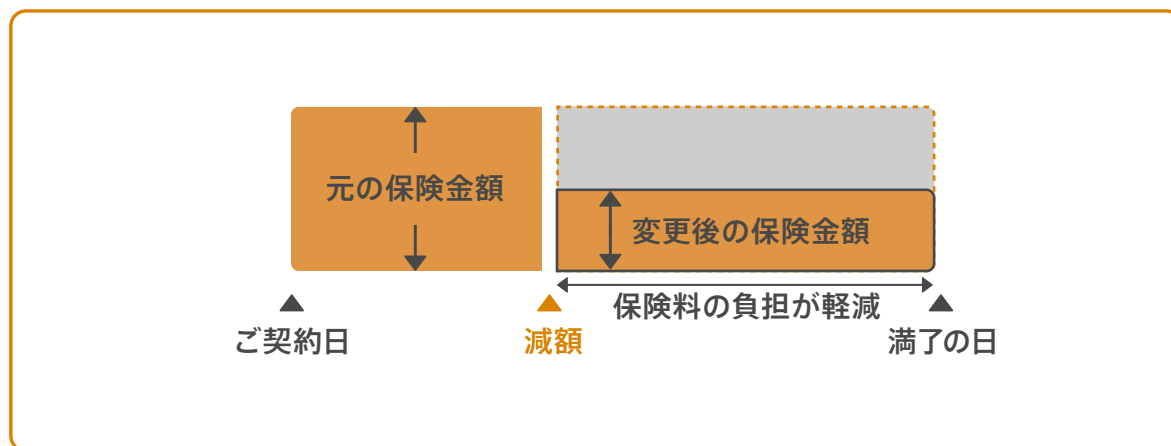 元の保険金額
変更後の保険金額
保険料の負担が軽減
ご契約日
減額
満了の日